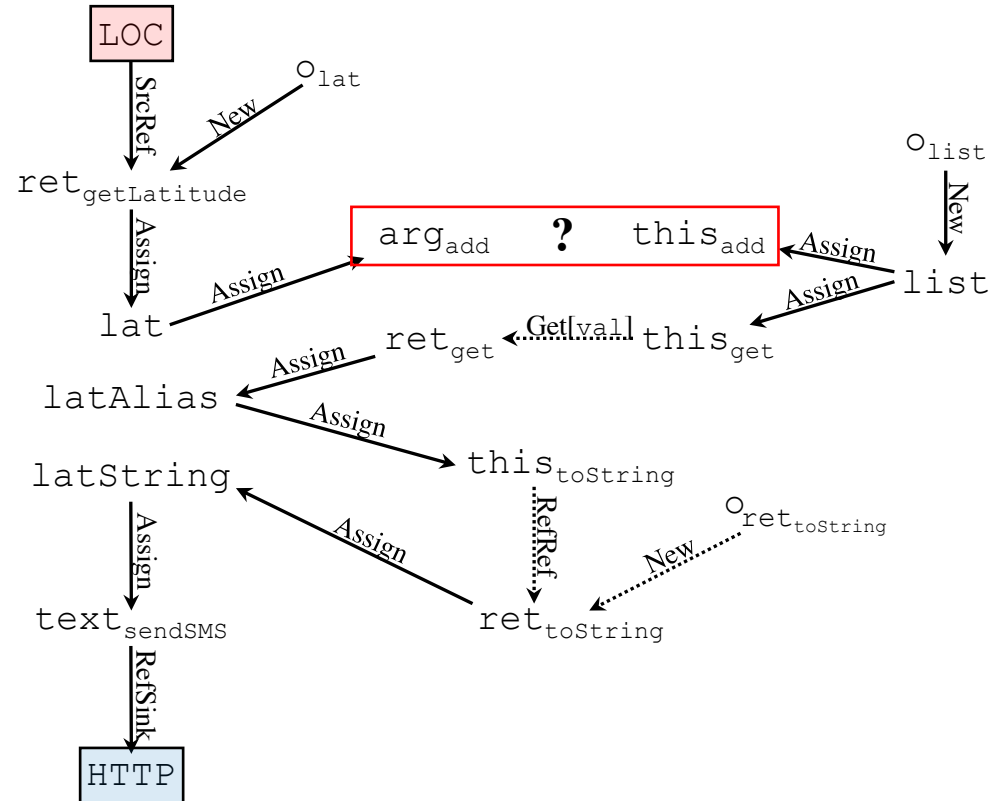 LOC
SrcRef
o_lat
New
ret_getLatitude
o_list
New
Assign
arg_add ? this_add
Assign
list
Assign
Assign
lat
ret_get
Get[val]
this_get
Assign
latAlias
Assign
this_toString
latString
RefRef
o_ret_toString
Assign
Assign
New
text_sendSMS
ret_toString
RefSink
HTTP